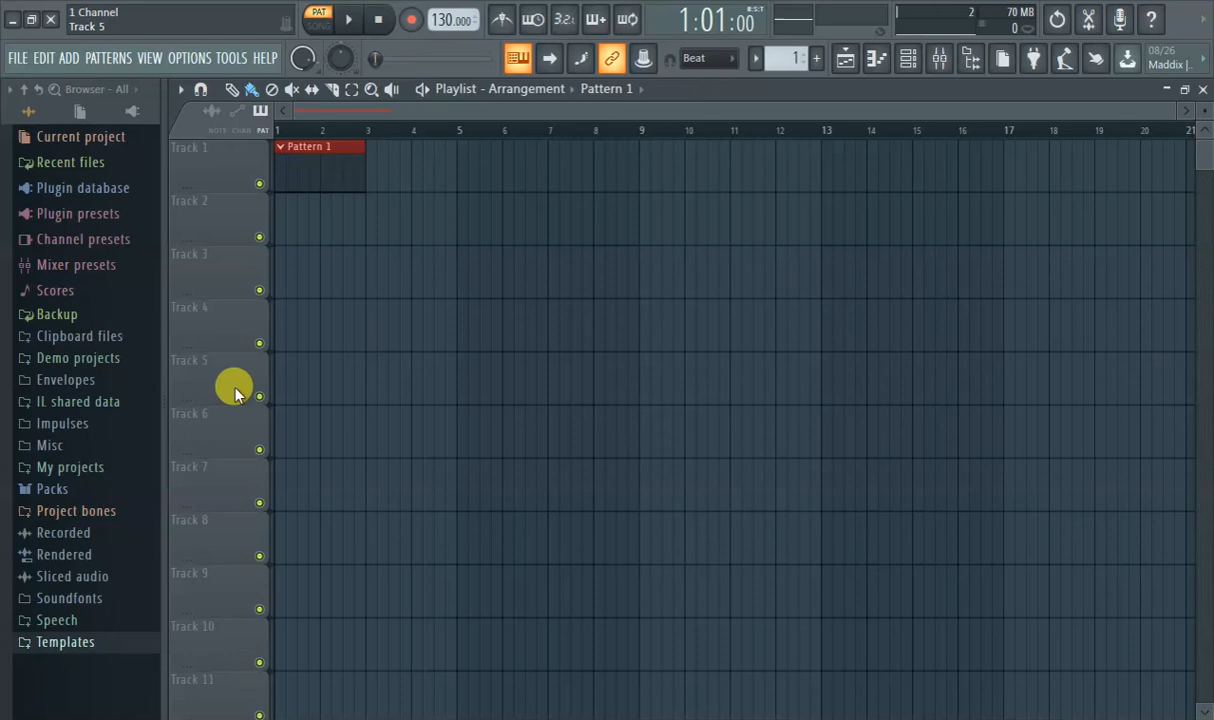 1 Channel
Track 5
PAT
SONG
130.000
3.2.
1:01:00
B:S:T
2
70 MB
0
FILE EDIT ADD PATTERNS VIEW OPTIONS TOOLS HELP
Beat
1
08/26
Maddix |..
Browser - All
Playlist - Arrangement
Pattern 1
Current project
Recent files
Plugin database
Plugin presets
Channel presets
Mixer presets
Scores
Backup
Clipboard files
Demo projects
Envelopes
IL shared data
Impulses
Misc
My projects
Packs
Project bones
Recorded
Rendered
Sliced audio
Soundfonts
Speech
Templates
NOTE CHAN PAT
1 2 3 4 5 6 7 8 9 10 11 12 13 14 15 16 17 18 19 20 21
Track 1
Pattern 1
Track 2
Track 3
Track 4
Track 5
Track 6
Track 7
Track 8
Track 9
Track 10
Track 11